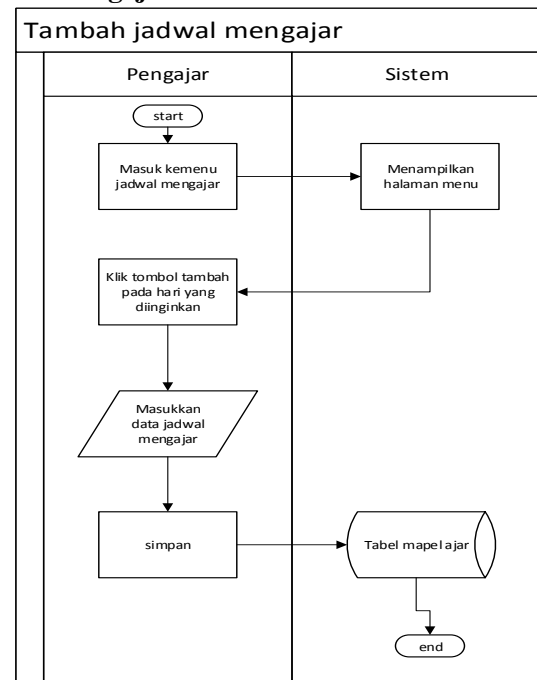 Tambah jadwal mengajar
Pengajar
Sistem
start
Masuk kemenu
jadwal mengajar
Menampilkan
halaman menu
Klik tombol tambah
pada hari yang
diinginkan
Masukkan
data jadwal
mengajar
simpan
Tabel mapel ajar
end